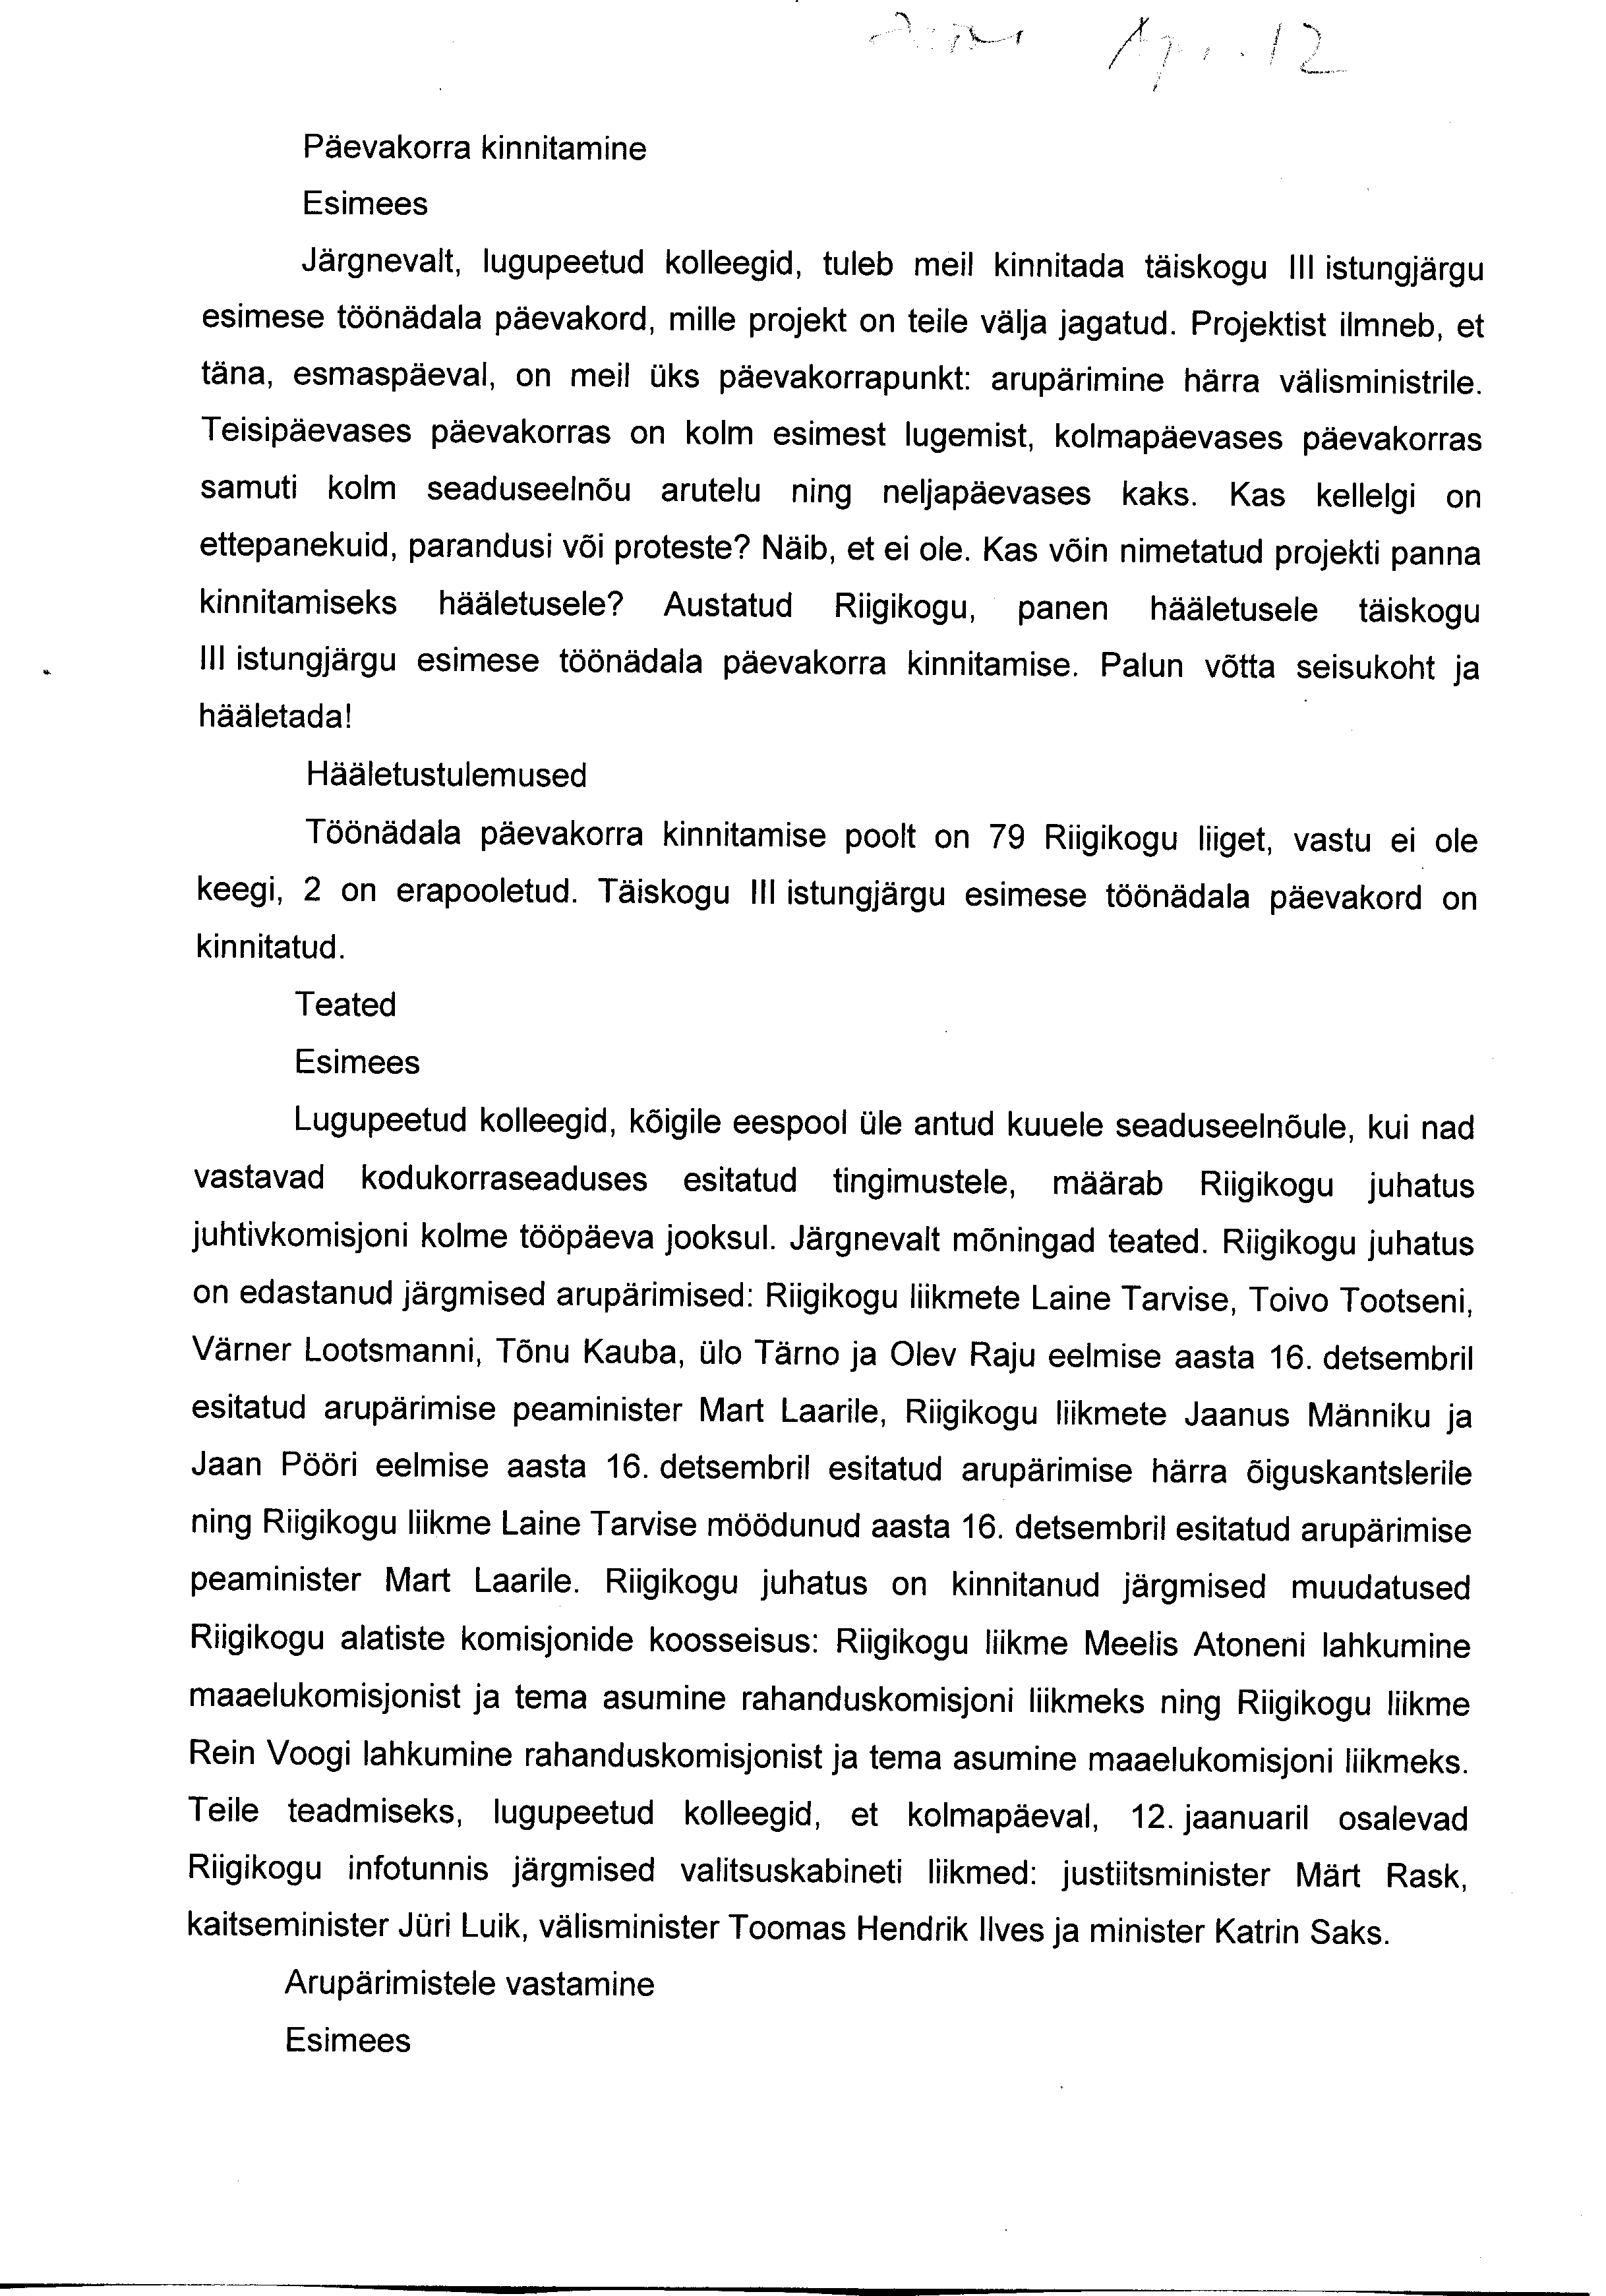 12
Päevakorra kinnitamine
Esimees
Järgnevalt, lugupeetud kolleegid, tuleb meil kinnitada täiskogu III istungjärgu
esimese töönädala päevakord, mille projekt on teile välja jagatud. Projektist ilmneb, et
täna, esmaspäeval, on meil üks päevakorrapunkt: arupärimine härra välisministrile.
Teisipäevases päevakorras on kolm esimest lugemist, kolmapäevases päevakorras
samuti kolm seaduseelnõu arutelu ning neljapäevases kaks. Kas kellelgi on
ettepanekuid, parandusi või proteste? Näib, et ei ole. Kas võin nimetatud projekti panna
kinnitamiseks hääletusele? Austatud Riigikogu, panen hääletusele täiskogu
III istungjärgu esimese töönädala päevakorra kinnitamise. Palun võtta seisukoht ja
hääletada!
Hääletustulemused
Töönädala päevakorra kinnitamise poolt on 79 Riigikogu liiget, vastu ei ole
keegi, 2 on erapooletud. Täiskogu III istungjärgu esimese töönädala päevakord on
kinnitatud.
Teated
Esimees
Lugupeetud kolleegid, kõigile eespool üle antud kuuele seaduseelnõule, kui nad
vastavad kodukorraseaduses esitatud tingimustele, määrab Riigikogu juhatus
juhtivkomisjoni kolme tööpäeva jooksul. Järgnevalt mõningad teated. Riigikogu juhatus
on edastanud järgmised arupärimised: Riigikogu liikmete Laine Tarvise, Toivo Tootseni,
Värner Lootsmanni, Tõnu Kauba, ülo Tärno ja Olev Raju eelmise aasta 16. detsembril
esitatud arupärimise peaminister Mart Laarile, Riigikogu liikmete Jaanus Männiku ja
Jaan Pööri eelmise aasta 16. detsembril esitatud arupärimise härra õiguskantslerile
ning Riigikogu liikme Laine Tarvise möödunud aasta 16. detsembril esitatud arupärimise
peaminister Mart Laarile. Riigikogu juhatus on kinnitanud järgmised muudatused
Riigikogu alatiste komisjonide koosseisus: Riigikogu liikme Meelis Atoneni lahkumine
maaelukomisjonist ja tema asumine rahanduskomisjoni liikmeks ning Riigikogu liikme
Rein Voogi lahkumine rahanduskomisjonist ja tema asumine maaelukomisjoni liikmeks.
Teile teadmiseks, lugupeetud kolleegid, et kolmapäeval, 12. jaanuaril osalevad
Riigikogu infotunnis järgmised valitsuskabineti liikmed: justiitsminister Märt Rask,
kaitseminister Jüri Luik, välisminister Toomas Hendrik Ilves ja minister Katrin Saks.
Arupärimistele vastamine
Esimees